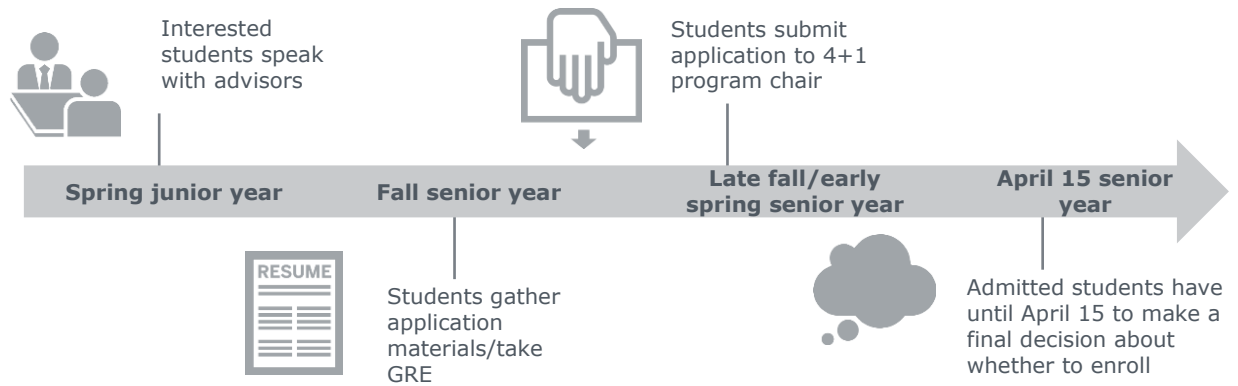 Interested
students speak
with advisors
Students submit
application to 4+1
program chair
Spring junior year
Fall senior year
Late fall/early
spring senior year
April 15 senior
year
RESUME
Students gather
application
materials/take
GRE
Admitted students have
until April 15 to make a
final decision about
whether to enroll